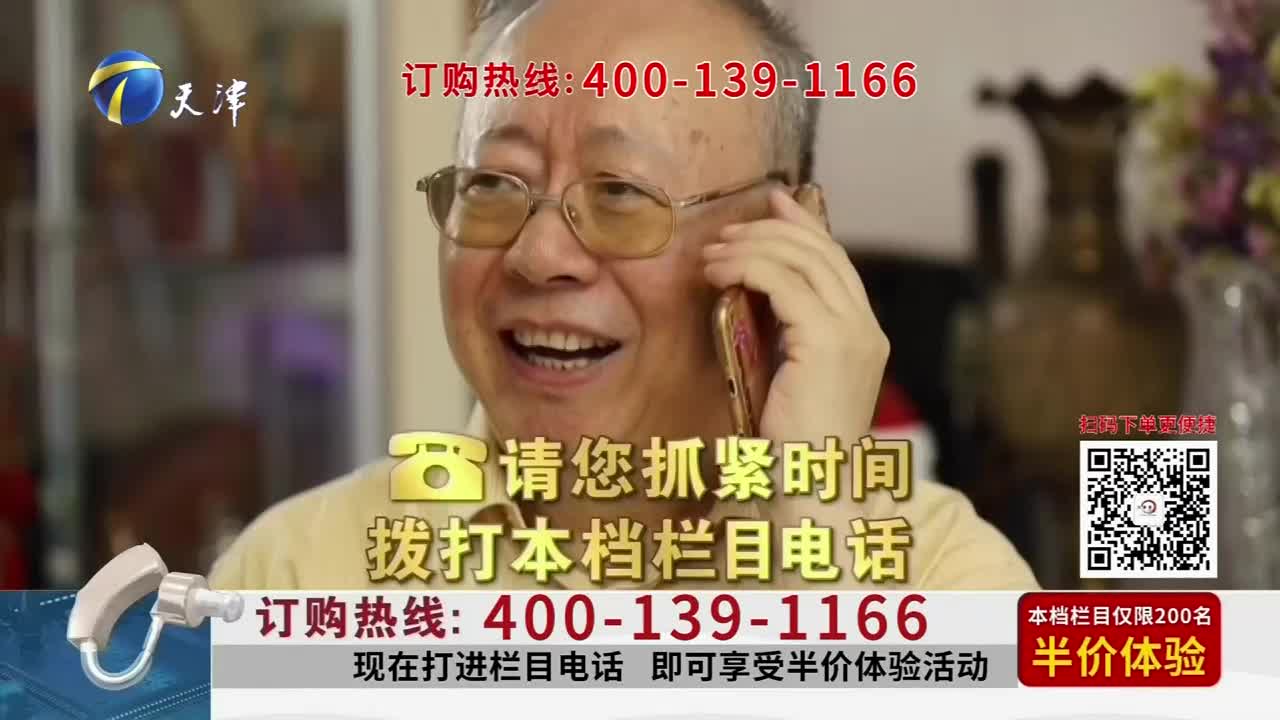 天津
订购热线:400-139-1166
请您抓紧时间
拨打本档栏目电话
扫码下单更便捷
订购热线: 400-139-1166
现在打进栏目电话 即可享受半价体验活动
本档栏目仅限200名
半价体验